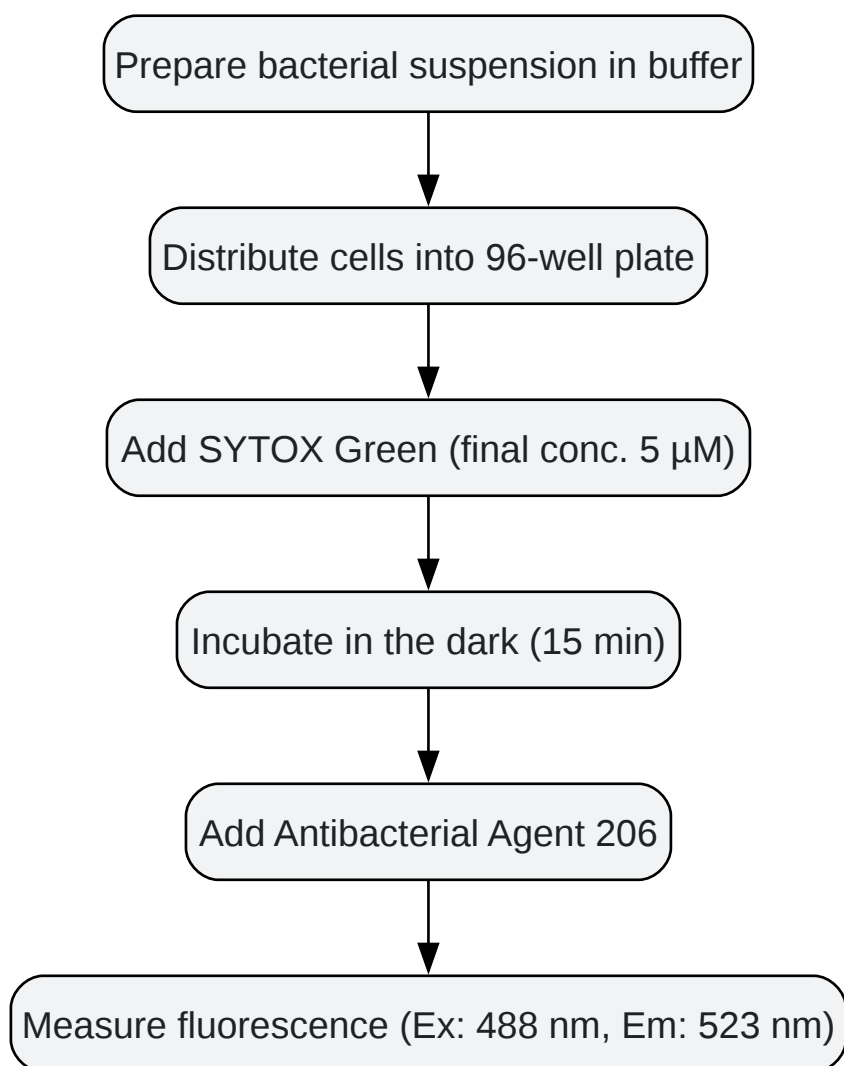 Prepare bacterial suspension in buffer
Distribute cells into 96-well plate
Add SYTOX Green (final conc. 5 µM)
Incubate in the dark (15 min)
Add Antibacterial Agent 206
Measure fluorescence (Ex: 488 nm, Em: 523 nm)